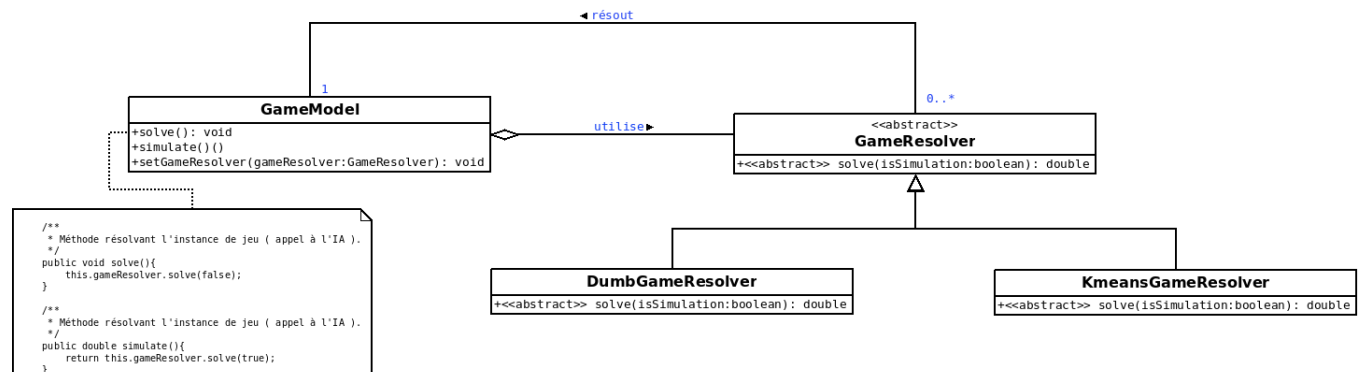 ◄ résout
1
0..*
GameModel
+solve(): void
+simulate()()
+setGameResolver(gameResolver:GameResolver): void
utilise►
<<abstract>>
GameResolver
+<<abstract>> solve(isSimulation:boolean): double
/**
* Méthode résolvant l'instance de jeu ( appel à l'IA ).
*/
public void solve(){
this.gameResolver.solve(false);
}
/**
* Méthode résolvant l'instance de jeu ( appel à l'IA ).
*/
public double simulate(){
return this.gameResolver.solve(true);
}
DumbGameResolver
+<<abstract>> solve(isSimulation:boolean): double
KmeansGameResolver
+<<abstract>> solve(isSimulation:boolean): double